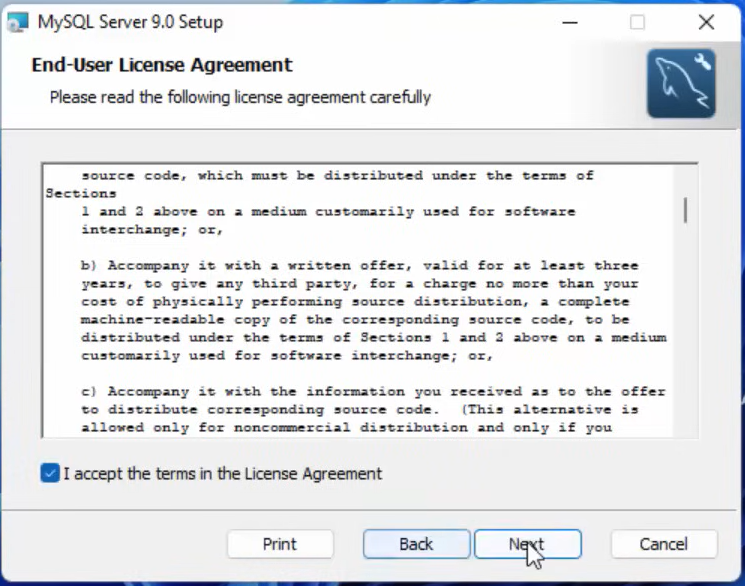 MySQL Server 9.0 Setup
End-User License Agreement
Please read the following license agreement carefully
source code, which must be distributed under the terms of
Sections
1 and 2 above on a medium customarily used for software
interchange; or,
b) Accompany it with a written offer, valid for at least three
years, to give any third party, for a charge no more than your
cost of physically performing source distribution, a complete
machine-readable copy of the corresponding source code, to be
distributed under the terms of Sections 1 and 2 above on a medium
customarily used for software interchange; or,
c) Accompany it with the information you received as to the offer
to distribute corresponding source code.  (This alternative is
allowed only for noncommercial distribution and only if you
I accept the terms in the License Agreement
Print
Back
Next
Cancel